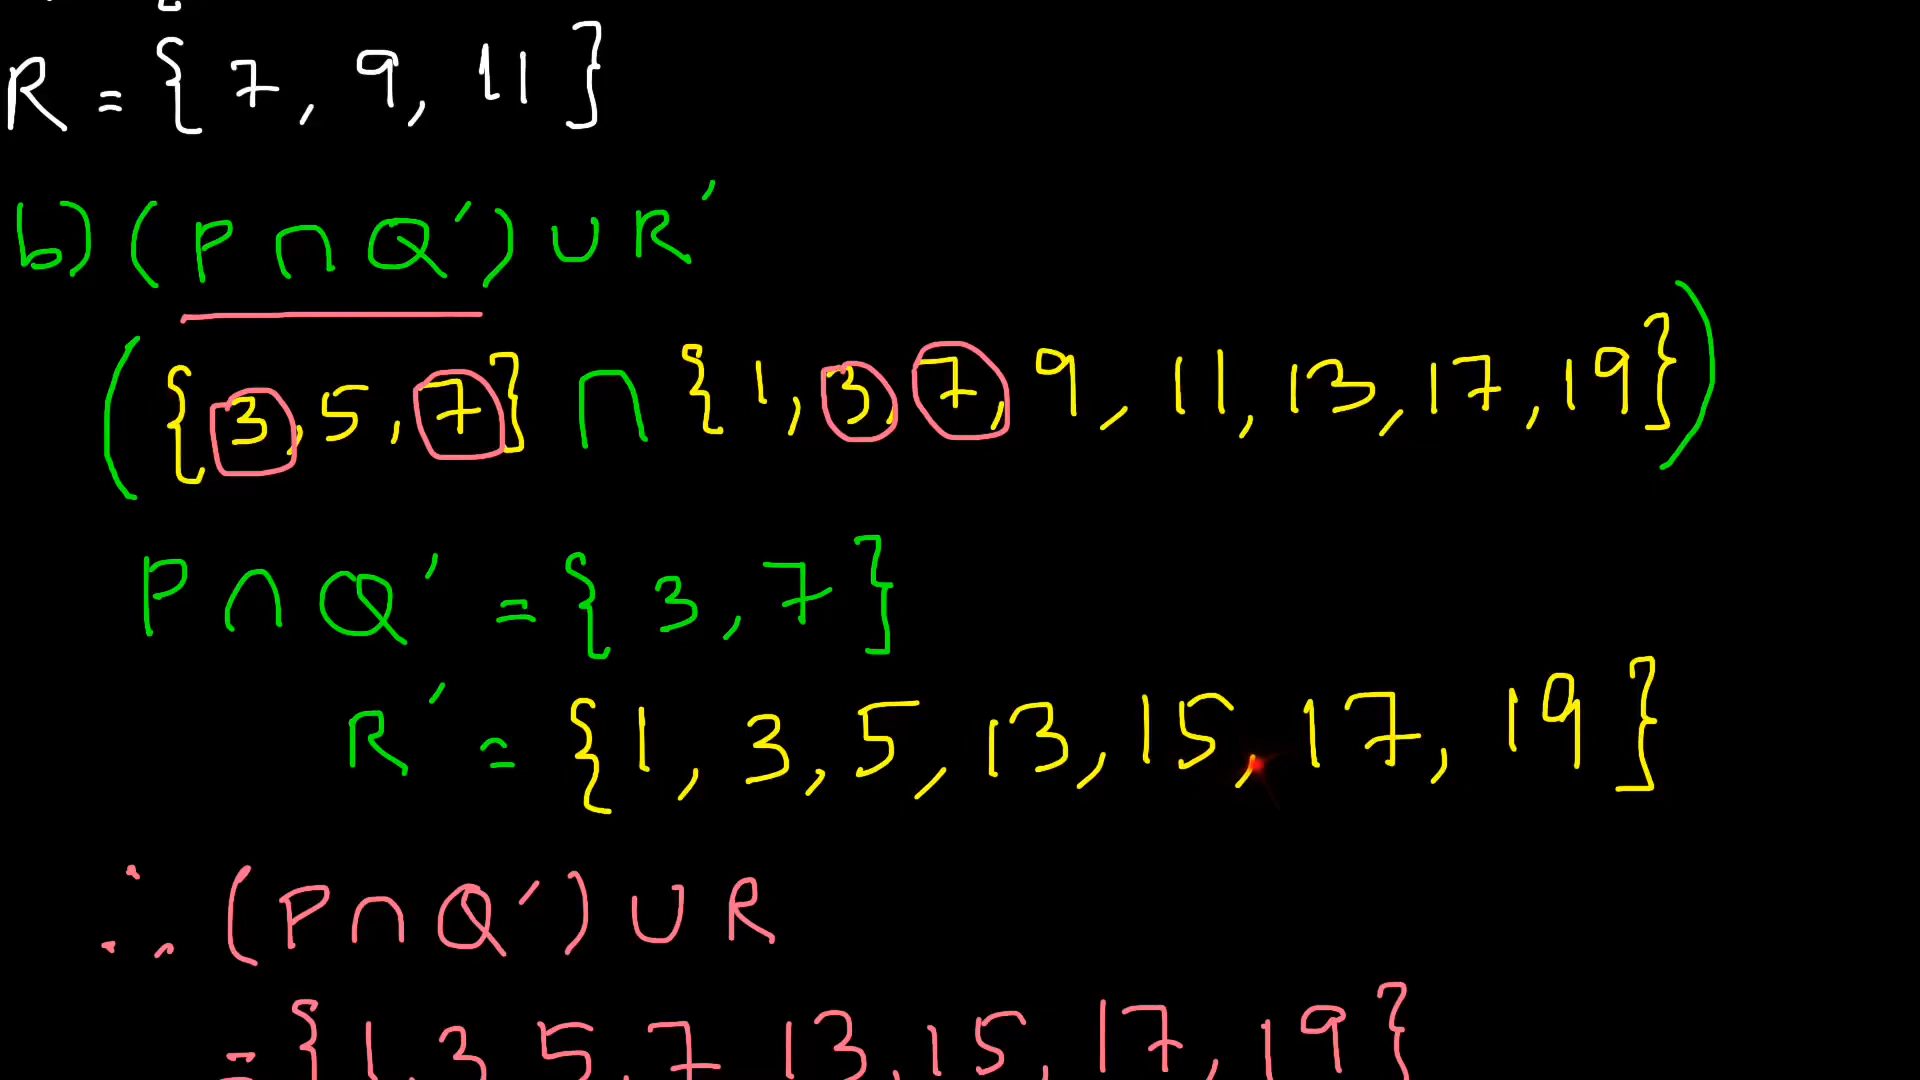 R = { 7, 9, 11 }
b) (P ∩ Q') ∪ R'
({3, 5, 7} ∩ {1, 3, 7, 9, 11, 13, 17, 19})
P ∩ Q' = { 3, 7 }
R' = {1, 3, 5, 13, 15, 17, 19 }
∴ (P ∩ Q') ∪ R
= { 1, 3, 5, 7 13, 15, 17, 19 }